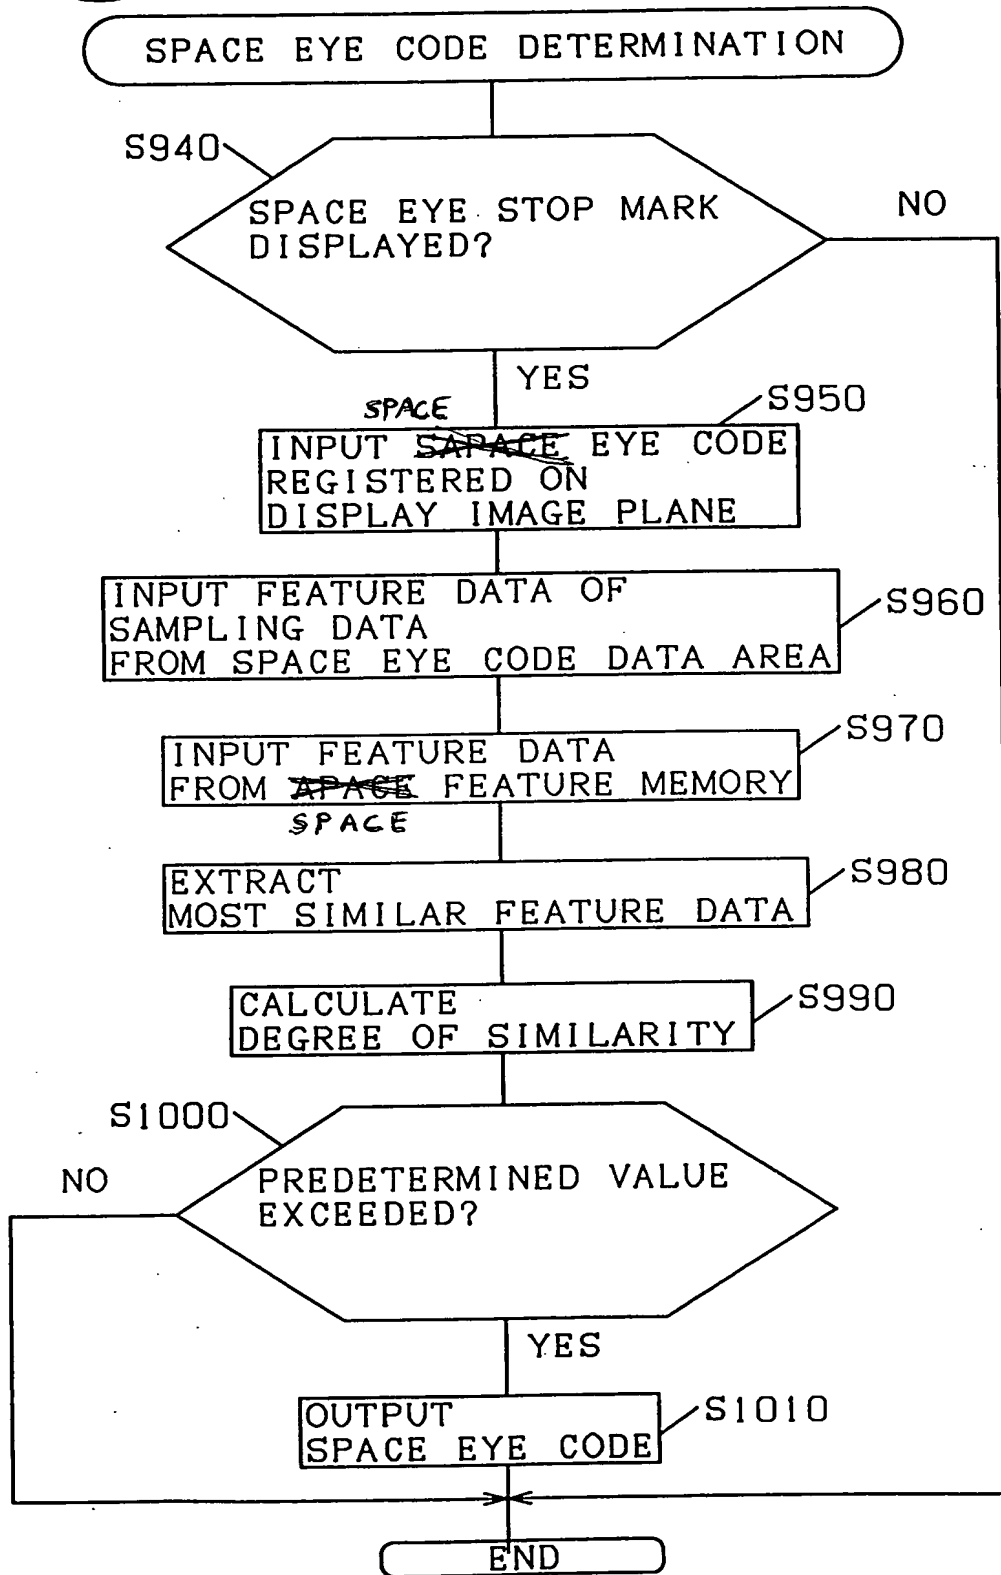 SPACE EYE CODE DETERMINATION
S940
SPACE EYE STOP MARK
DISPLAYED?
NO
YES
SPACE
S950
INPUT SAPACE EYE CODE
REGISTERED ON
DISPLAY IMAGE PLANE
INPUT FEATURE DATA OF
SAMPLING DATA
FROM SPACE EYE CODE DATA AREA
S960
INPUT FEATURE DATA
FROM APACE FEATURE MEMORY
SPACE
S970
EXTRACT
MOST SIMILAR FEATURE DATA
S980
CALCULATE
DEGREE OF SIMILARITY
S990
S1000
NO
PREDETERMINED VALUE
EXCEEDED?
YES
OUTPUT
SPACE EYE CODE
S1010
END